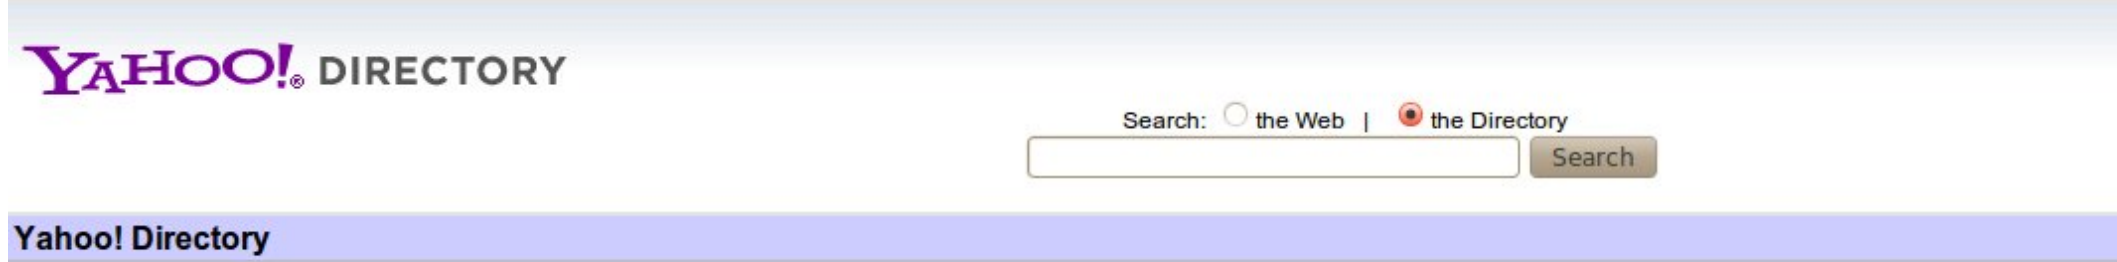 YAHOO!® DIRECTORY
Search: the Web | the Directory
Search
Yahoo! Directory